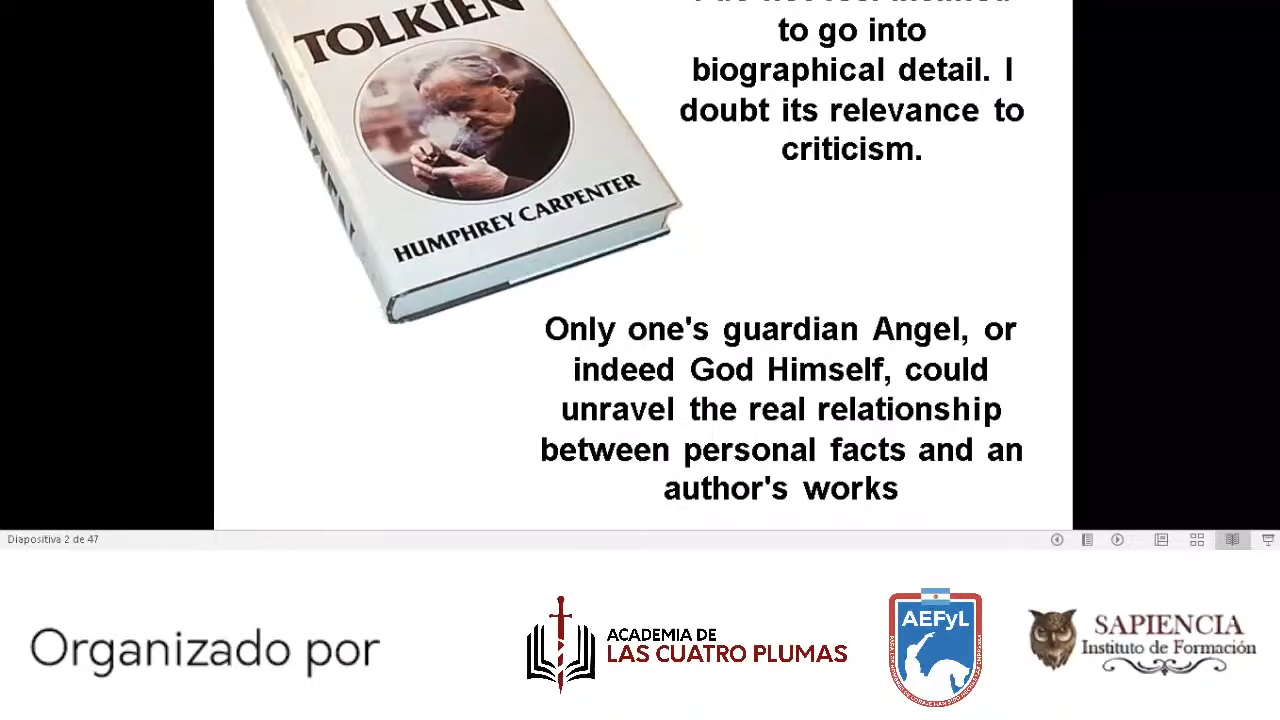 TOLKIEN
HUMPHREY CARPENTER
to go into
biographical detail. I
doubt its relevance to
criticism.
Only one's guardian Angel, or
indeed God Himself, could
unravel the real relationship
between personal facts and an
author's works
Diapositiva 2 de 47
Organizado por
ACADEMIA DE
LAS CUATRO PLUMAS
AEFyL
SAPIENCIA
Instituto de Formación